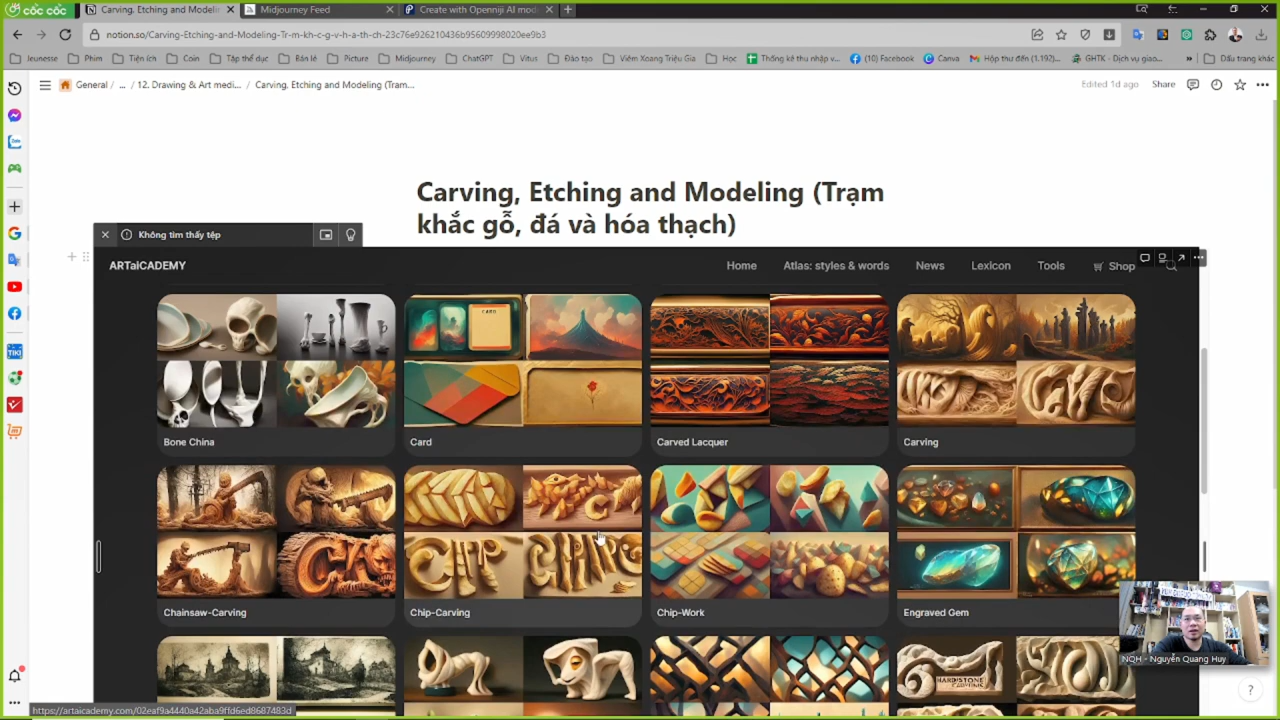 cốc cốc
Carving, Etching and Modelin
Midjourney Feed
Create with Openniji AI mod
notion.so/Carving-Etching-and-Modeling-Tr-m-kh-c-g-v-h-a-th-ch-23c76e926210436b95609998020ee9b3
Jeunesse
Phim
Tiện ích
Coin
Tập thể dục
Bán lẻ
Picture
Midjourney
ChatGPT
Vitus
Đào tạo
Viêm Xoang Triệu Gia
Học
Thống kê thu nhập v...
(10) Facebook
Canva
Hộp thư đến (1.192)...
GHTK - Dịch vụ giao...
Dấu trang khác
General / ... / 12. Drawing & Art medi... / Carving, Etching and Modeling (Tram...
Edited 1d ago
Share
Carving, Etching and Modeling (Trạm
khắc gỗ, đá và hóa thạch)
Không tìm thấy tệp
ARTaiCADEMY
Home
Atlas: styles & words
News
Lexicon
Tools
Shop
CARD
Bone China
Card
Carved Lacquer
Carving
Chainsaw-Carving
Chip-Carving
Chip-Work
Engraved Gem
NQH - Nguyễn Quang Huy
https://artaicademy.com/02eaf9a4440a42aba9ffd6ed8687483d